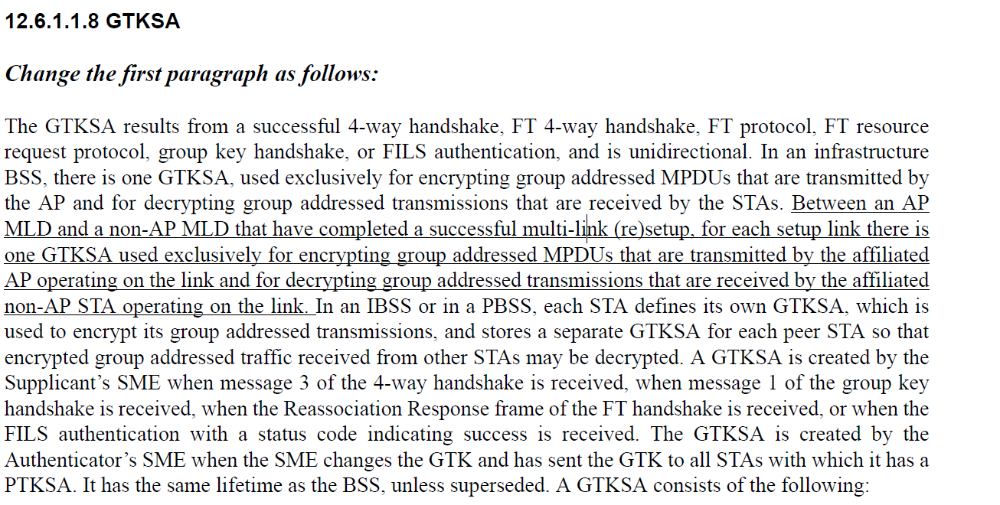 12.6.1.1.8 GTKSA
Change the first paragraph as follows:
The GTKSA results from a successful 4-way handshake, FT 4-way handshake, FT protocol, FT resource
request protocol, group key handshake, or FILS authentication, and is unidirectional. In an infrastructure
BSS, there is one GTKSA, used exclusively for encrypting group addressed MPDUs that are transmitted by
the AP and for decrypting group addressed transmissions that are received by the STAs. Between an AP
MLD and a non-AP MLD that have completed a successful multi-link (re)setup, for each setup link there is
one GTKSA used exclusively for encrypting group addressed MPDUs that are transmitted by the affiliated
AP operating on the link and for decrypting group addressed transmissions that are received by the affiliated
non-AP STA operating on the link. In an IBSS or in a PBSS, each STA defines its own GTKSA, which is
used to encrypt its group addressed transmissions, and stores a separate GTKSA for each peer STA so that
encrypted group addressed traffic received from other STAs may be decrypted. A GTKSA is created by the
Supplicant’s SME when message 3 of the 4-way handshake is received, when message 1 of the group key
handshake is received, when the Reassociation Response frame of the FT handshake is received, or when the
FILS authentication with a status code indicating success is received. The GTKSA is created by the
Authenticator’s SME when the SME changes the GTK and has sent the GTK to all STAs with which it has a
PTKSA. It has the same lifetime as the BSS, unless superseded. A GTKSA consists of the following: